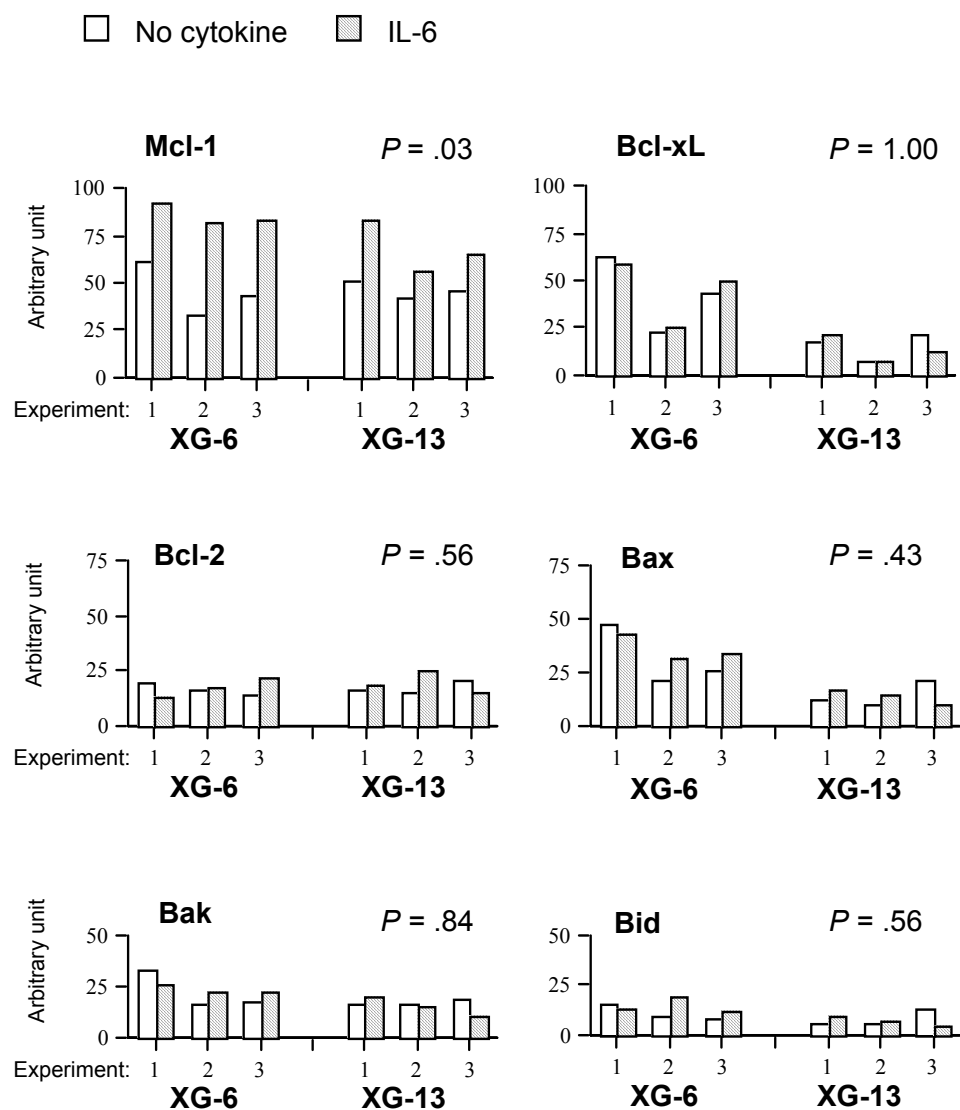 No cytokine IL-6
Mcl-1 P = .03
Arbitrary unit
100
75
50
25
0
Experiment: 1 2 3 1 2 3
XG-6 XG-13
Bcl-xL P = 1.00
100
75
50
25
0
1 2 3 1 2 3
XG-6 XG-13
Bcl-2 P = .56
Arbitrary unit
75
50
25
0
Experiment: 1 2 3 1 2 3
XG-6 XG-13
Bax P = .43
75
50
25
0
1 2 3 1 2 3
XG-6 XG-13
Bak P = .84
Arbitrary unit
50
25
0
Experiment: 1 2 3 1 2 3
XG-6 XG-13
Bid P = .56
50
25
0
1 2 3 1 2 3
XG-6 XG-13